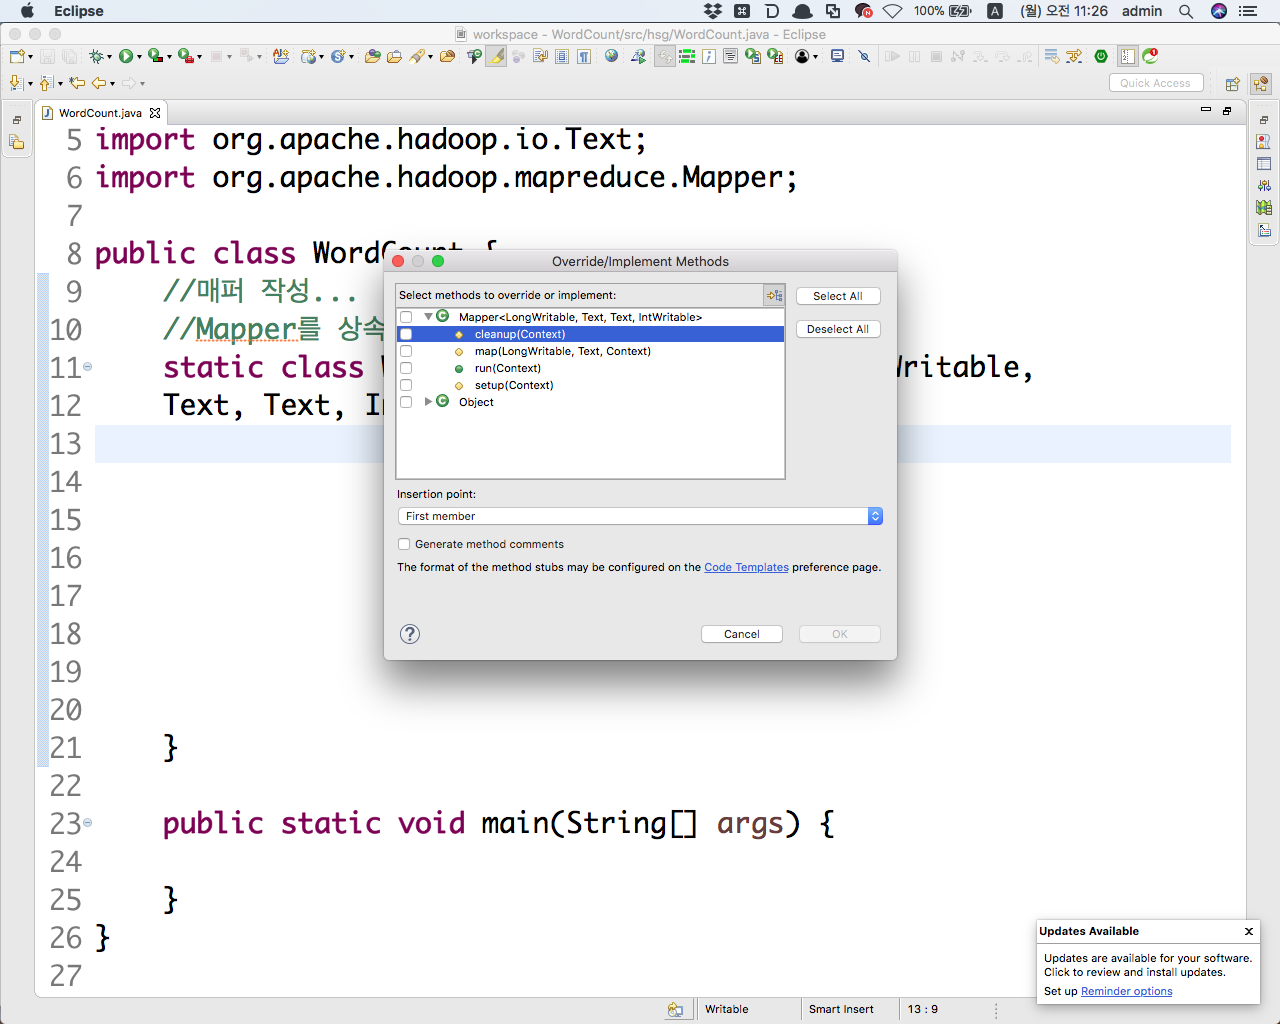 Eclipse
100%
A
(월) 오전 11:26
admin
workspace - WordCount/src/hsg/WordCount.java - Eclipse
Quick Access
WordCount.java
5 import org.apache.hadoop.io.Text;
6 import org.apache.hadoop.mapreduce.Mapper;
7
8 public class WordCount {
9 //매퍼 작성...
10 //Mapper를 상속
11 static class Writable,
12 Text, Text,
13
14
15
16
17
18
19
20
21 }
22
23 public static void main(String[] args) {
24
25 }
26 }
27
Override/Implement Methods
Select methods to override or implement:
Mapper<LongWritable, Text, Text, IntWritable>
cleanup(Context)
map(LongWritable, Text, Context)
run(Context)
setup(Context)
Object
Select All
Deselect All
Insertion point:
First member
Generate method comments
The format of the method stubs may be configured on the Code Templates preference page.
?
Cancel
OK
Updates Available
Updates are available for your software.
Click to review and install updates.
Set up Reminder options
Writable
Smart Insert
13 : 9